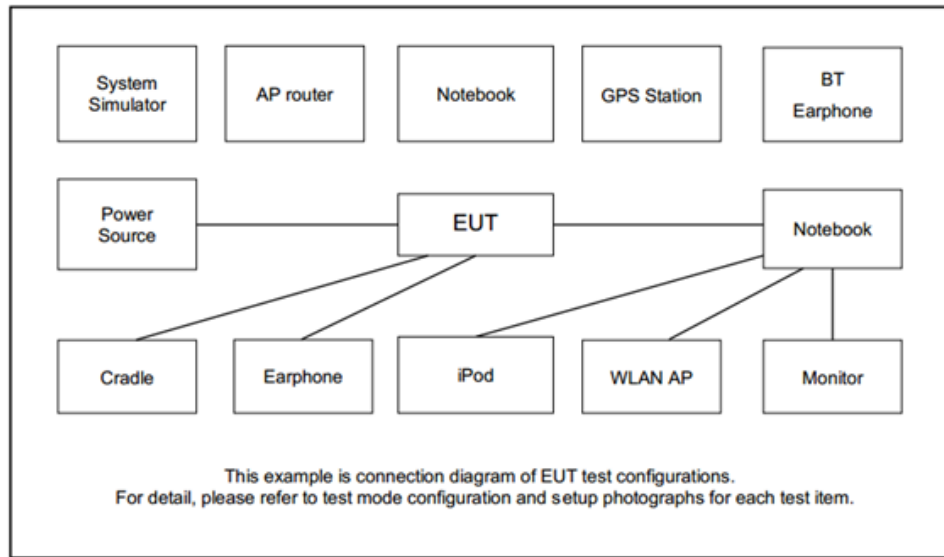 System
Simulator
AP router
Notebook
GPS Station
BT
Earphone
Power
Source
EUT
Notebook
Cradle
Earphone
iPod
WLAN AP
Monitor
This example is connection diagram of EUT test configurations.
For detail, please refer to test mode configuration and setup photographs for each test item.